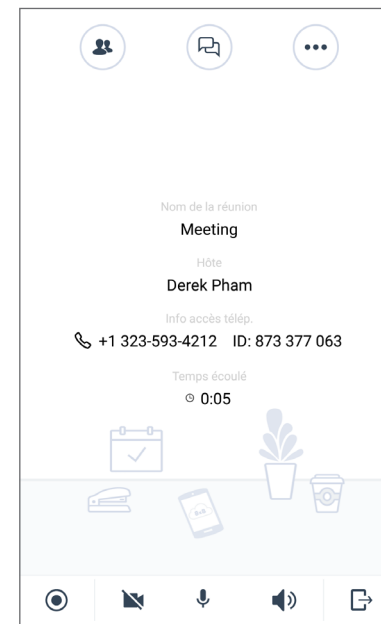 Nom de la réunion
Meeting
Hôte
Derek Pham
Info accès télép.
+1 323-593-4212 ID: 873 377 063
Temps écoulé
0:05